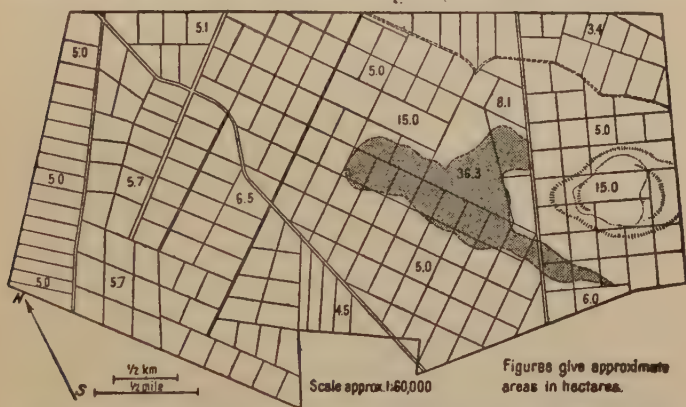 5.1
3.4
5.0
5.0
8.1
15.0
5.0
36.3
5.0
5.7
6.5
15.0
5.0
5.0
5.7
4.5
6.0
N
S
½ km
½ mile
Scale approx.1:60,000
Figures give approximate
areas in hectares.